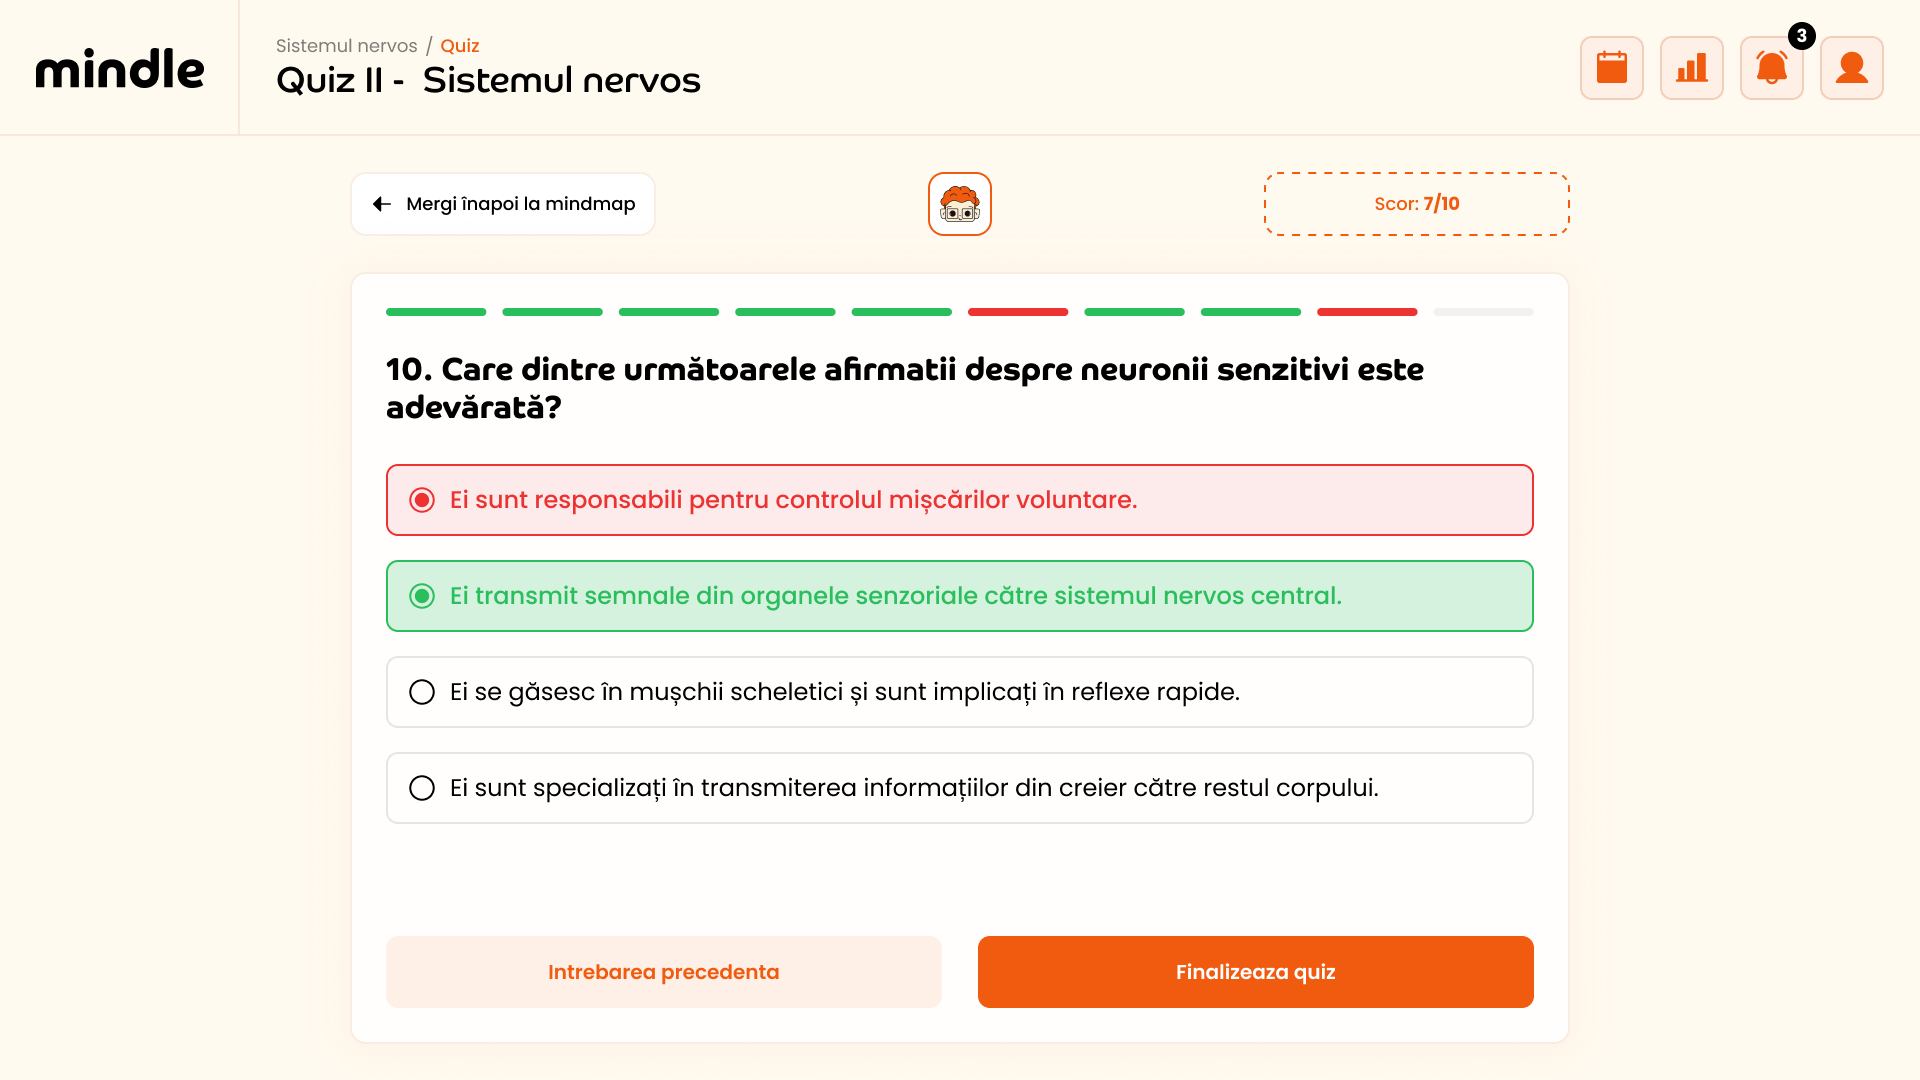 mindle
Sistemul nervos / Quiz
Quiz II - Sistemul nervos
3
Mergi înapoi la mindmap
Scor: 7/10
10. Care dintre următoarele afirmatii despre neuronii senzitivi este
adevărată?
Ei sunt responsabili pentru controlul mișcărilor voluntare.
Ei transmit semnale din organele senzoriale către sistemul nervos central.
Ei se găsesc în mușchii scheletici și sunt implicați în reflexe rapide.
Ei sunt specializați în transmiterea informațiilor din creier către restul corpului.
Intrebarea precedenta
Finalizeaza quiz